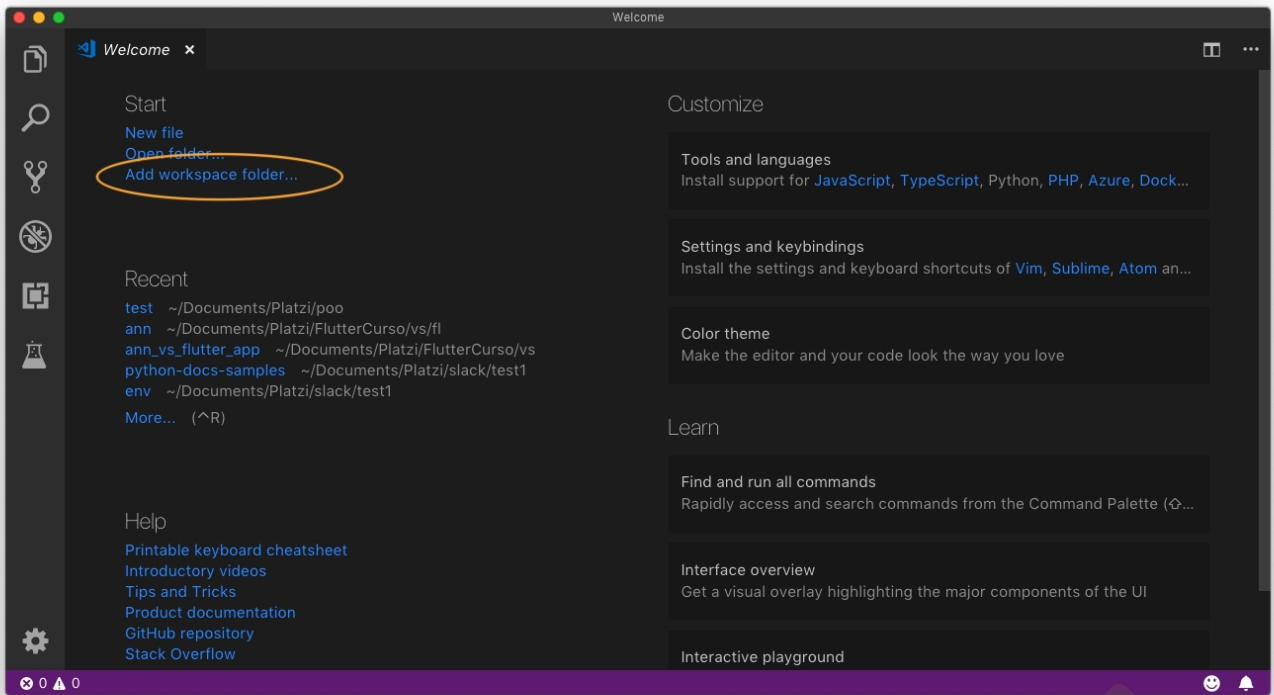 Welcome
Welcome ×
Start
New file
Open folder...
Add workspace folder...
Recent
test ~/Documents/Platzi/poo
ann ~/Documents/Platzi/FlutterCurso/vs/fl
ann_vs_flutter_app ~/Documents/Platzi/FlutterCurso/vs
python-docs-samples ~/Documents/Platzi/slack/test1
env ~/Documents/Platzi/slack/test1
More... (^R)
Help
Printable keyboard cheatsheet
Introductory videos
Tips and Tricks
Product documentation
GitHub repository
Stack Overflow
Customize
Tools and languages
Install support for JavaScript, TypeScript, Python, PHP, Azure, Dock...
Settings and keybindings
Install the settings and keyboard shortcuts of Vim, Sublime, Atom an...
Color theme
Make the editor and your code look the way you love
Learn
Find and run all commands
Rapidly access and search commands from the Command Palette (⇧...
Interface overview
Get a visual overlay highlighting the major components of the UI
Interactive playground
0 0